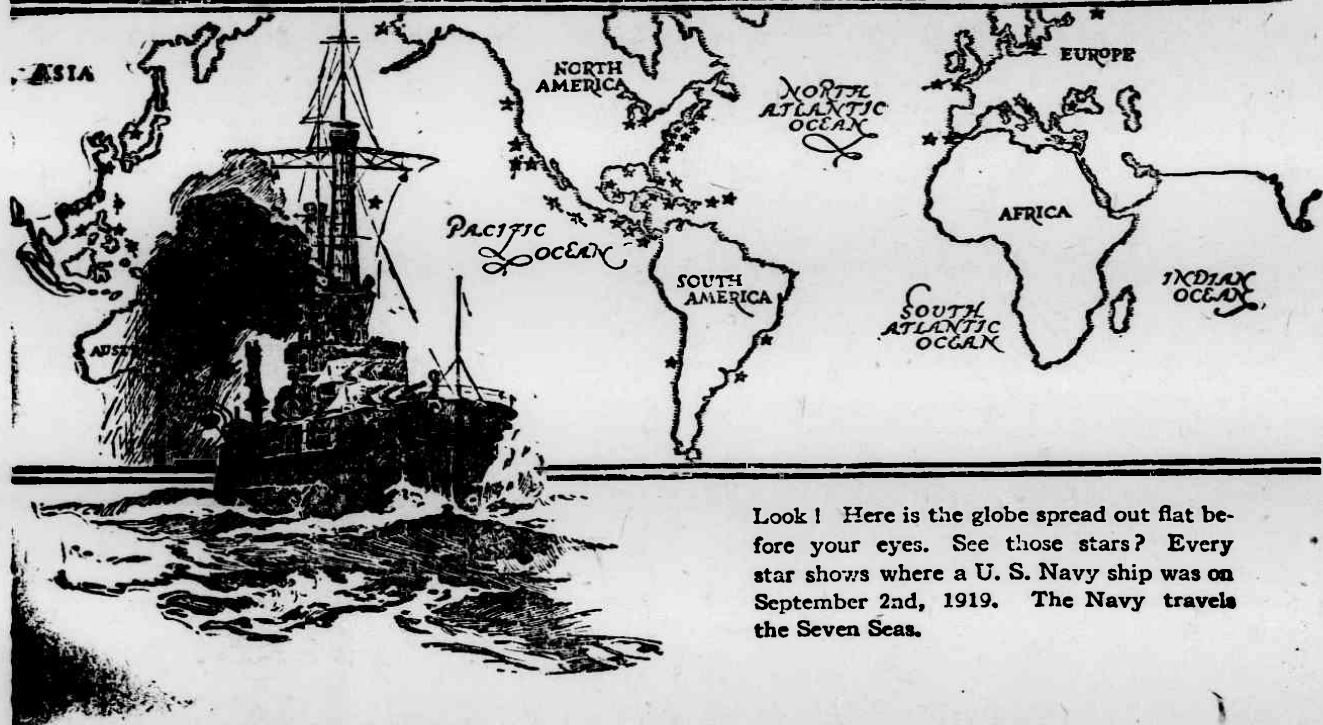 ASIA
NORTH
AMERICA
NORTH
ATLANTIC
OCEAN
EUROPE
PACIFIC
OCEAN
AFRICA
SOUTH
AMERICA
INDIAN
OCEAN
SOUTH
ATLANTIC
OCEAN
AUST
Look! Here is the globe spread out flat be-
fore your eyes. See those stars? Every
star shows where a U. S. Navy ship was on
September 2nd, 1919. The Navy travels
the Seven Seas.